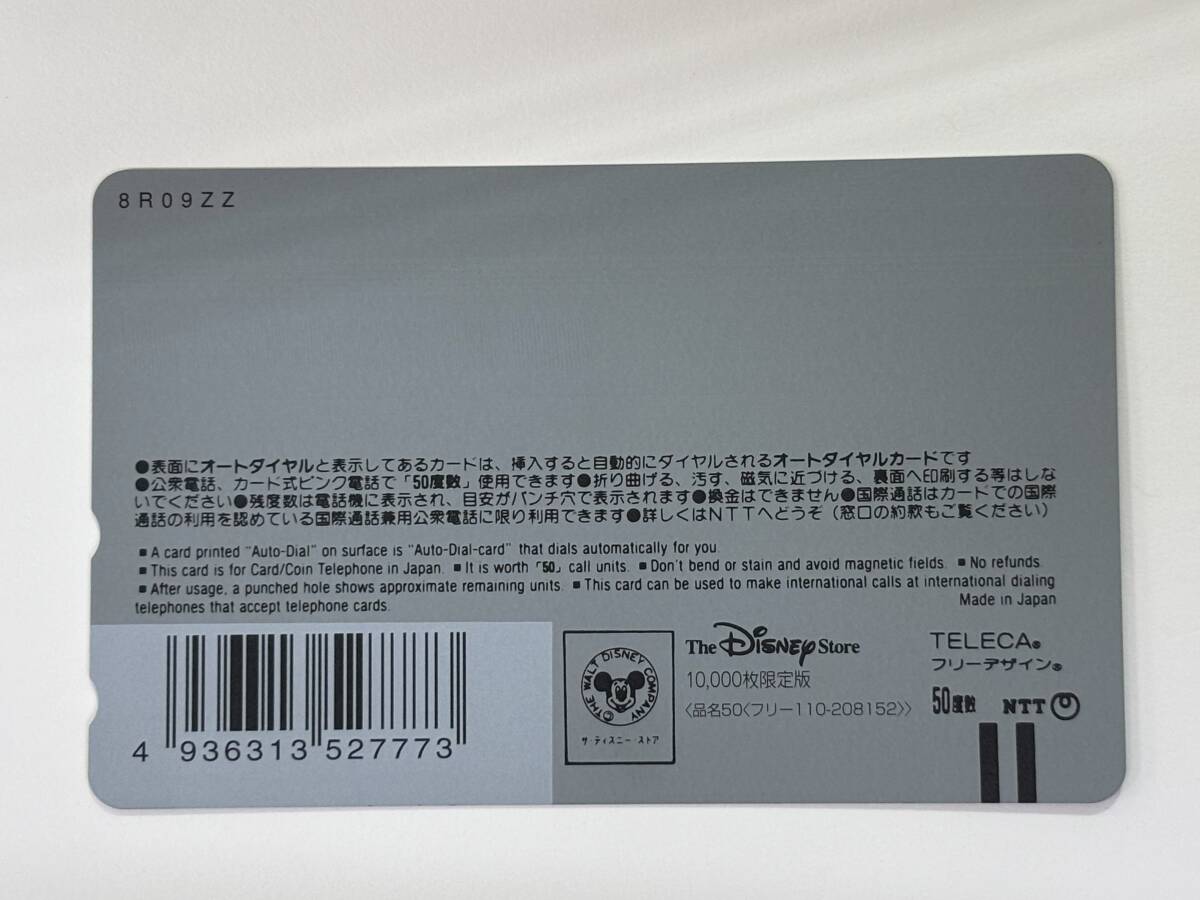 8R09ZZ
●表面にオートダイヤルと表示してあるカードは、挿入すると自動的にダイヤルされるオートダイヤルカードです
●公衆電話、カード式ピンク電話で「50度数」使用できます●折り曲げる、汚す、磁気に近づける、裏面へ印刷する等はしな
いでください●残度数は電話機に表示され、目安がパンチ穴で表示されます●換金はできません●国際通話はカードでの国際
通話の利用を認めている国際通話兼用公衆電話に限り利用できます●詳しくはNTTへどうぞ(窓口の約款もご覧ください)
■ A card printed "Auto-Dial" on surface is "Auto-Dial-card" that dials automatically for you.
■ This card is for Card/Coin Telephone in Japan. ■ It is worth「50」call units. ■ Don't bend or stain and avoid magnetic fields. ■ No refunds.
■ After usage, a punched hole shows approximate remaining units. ■ This card can be used to make international calls at international dialing
telephones that accept telephone cards.
Made in Japan
4 936313 527773
©THE WALT DISNEY COMPANY
ザ・ディズニー・ストア
The Disney Store
10,000枚限定版
〈品名50〈フリー110-208152〉〉
TELECA®
フリーデザイン®
50度数 NTT